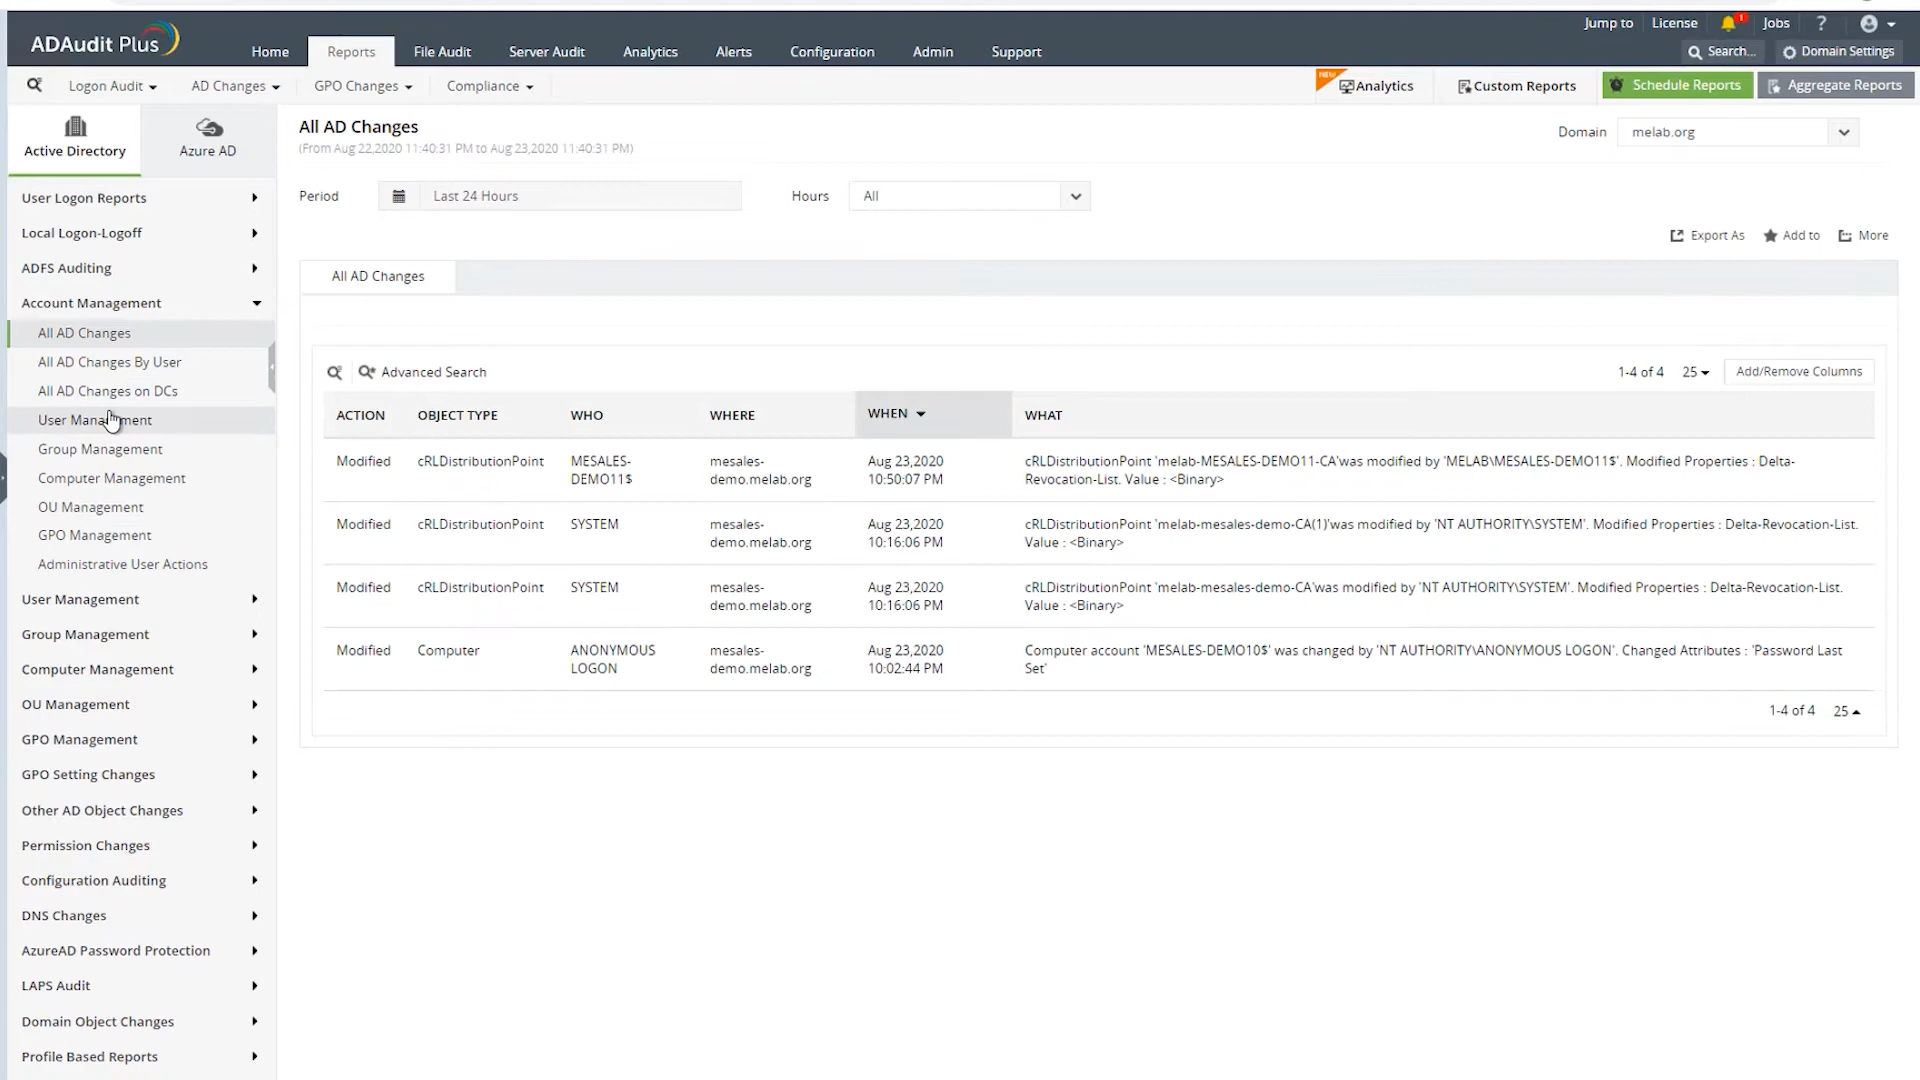 ADAudit Plus
Home Reports File Audit Server Audit Analytics Alerts Configuration Admin Support
Jump to License 1 Jobs ?
Search... Domain Settings
Logon Audit AD Changes GPO Changes Compliance
NEW Analytics Custom Reports Schedule Reports Aggregate Reports
Active Directory
Azure AD
User Logon Reports
Local Logon-Logoff
ADFS Auditing
Account Management
All AD Changes
All AD Changes By User
All AD Changes on DCs
User Management
Group Management
Computer Management
OU Management
GPO Management
Administrative User Actions
User Management
Group Management
Computer Management
OU Management
GPO Management
GPO Setting Changes
Other AD Object Changes
Permission Changes
Configuration Auditing
DNS Changes
AzureAD Password Protection
LAPS Audit
Domain Object Changes
Profile Based Reports
All AD Changes
(From Aug 22,2020 11:40:31 PM to Aug 23,2020 11:40:31 PM)
Domain melab.org
Period Last 24 Hours Hours All
Export As Add to More
All AD Changes
Advanced Search
1-4 of 4 25 Add/Remove Columns
ACTION OBJECT TYPE WHO WHERE WHEN WHAT
Modified cRLDistributionPoint MESALES- mesales- Aug 23,2020 cRLDistributionPoint 'melab-MESALES-DEMO11-CA'was modified by 'MELAB\MESALES-DEMO11$'. Modified Properties : Delta-
DEMO11$ demo.melab.org 10:50:07 PM Revocation-List. Value : <Binary>
Modified cRLDistributionPoint SYSTEM mesales- Aug 23,2020 cRLDistributionPoint 'melab-mesales-demo-CA(1)'was modified by 'NT AUTHORITY\SYSTEM'. Modified Properties : Delta-Revocation-List.
demo.melab.org 10:16:06 PM Value : <Binary>
Modified cRLDistributionPoint SYSTEM mesales- Aug 23,2020 cRLDistributionPoint 'melab-mesales-demo-CA'was modified by 'NT AUTHORITY\SYSTEM'. Modified Properties : Delta-Revocation-List.
demo.melab.org 10:16:06 PM Value : <Binary>
Modified Computer ANONYMOUS mesales- Aug 23,2020 Computer account 'MESALES-DEMO10$' was changed by 'NT AUTHORITY\ANONYMOUS LOGON'. Changed Attributes : 'Password Last
LOGON demo.melab.org 10:02:44 PM Set'
1-4 of 4 25